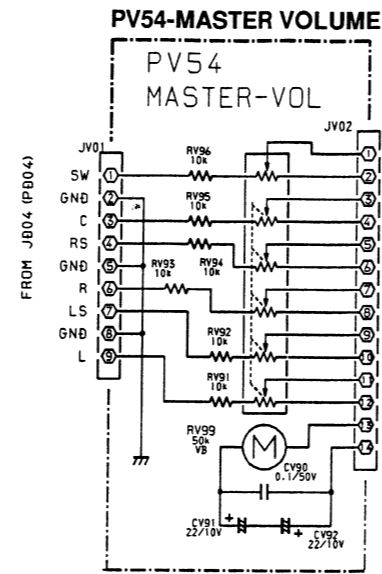 PV54-MASTER VOLUME
PV54
MASTER-VOL
JV02
JV01
FROM JB04 (PB04)
SW 1
GND 2
C 3
RS 4
GND 5
R 6
LS 7
GND 8
L 9
RV96
10k
RV95
10k
RV93
10k
RV94
10k
RV92
10k
RV91
10k
1
2
3
4
5
6
7
8
9
10
11
12
13
14
RV99
50k
VB
M
CV90
0.1/50V
CV91
22/10V
+
+
CV92
22/10V